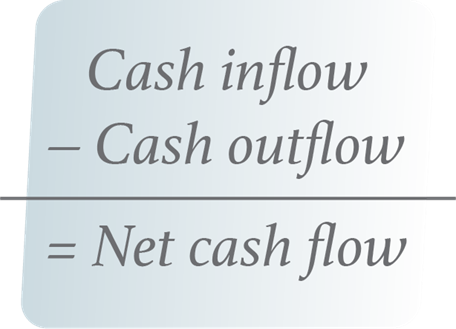 Cash inflow
– Cash outflow
= Net cash flow